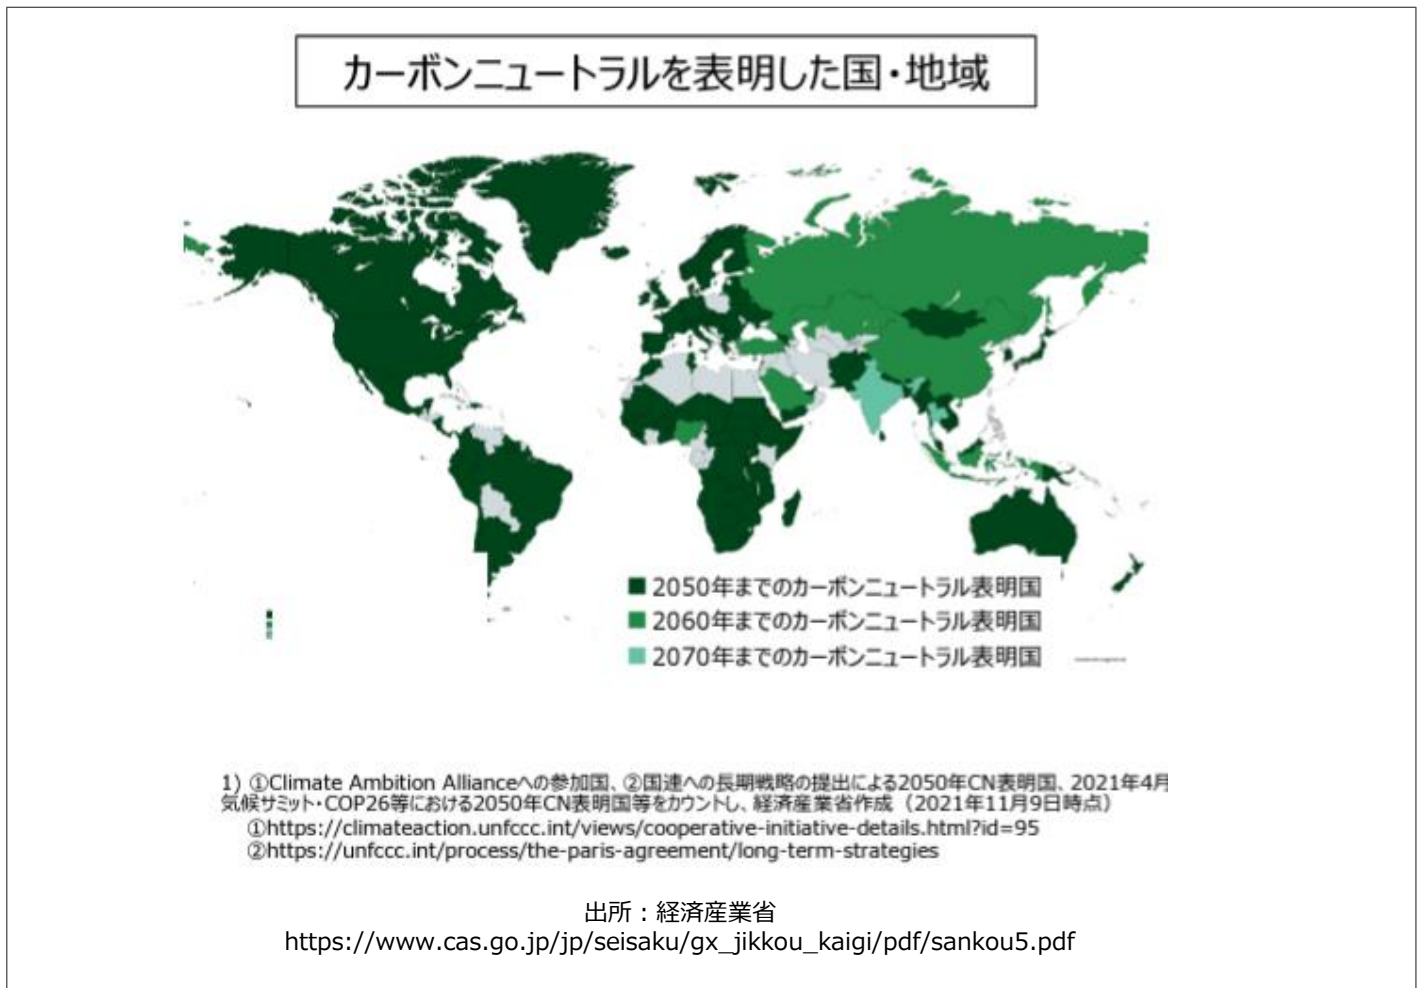 カーボンニュートラルを表明した国・地域
2050年までのカーボンニュートラル表明国
2060年までのカーボンニュートラル表明国
2070年までのカーボンニュートラル表明国
1) ①Climate Ambition Allianceへの参加国、②国連への長期戦略の提出による2050年CN表明国、2021年4月
気候サミット・COP26等における2050年CN表明国等をカウントし、経済産業省作成（2021年11月9日時点）
①https://climateaction.unfccc.int/views/cooperative-initiative-details.html?id=95
②https://unfccc.int/process/the-paris-agreement/long-term-strategies
出所：経済産業省
https://www.cas.go.jp/jp/seisaku/gx_jikkou_kaigi/pdf/sankou5.pdf